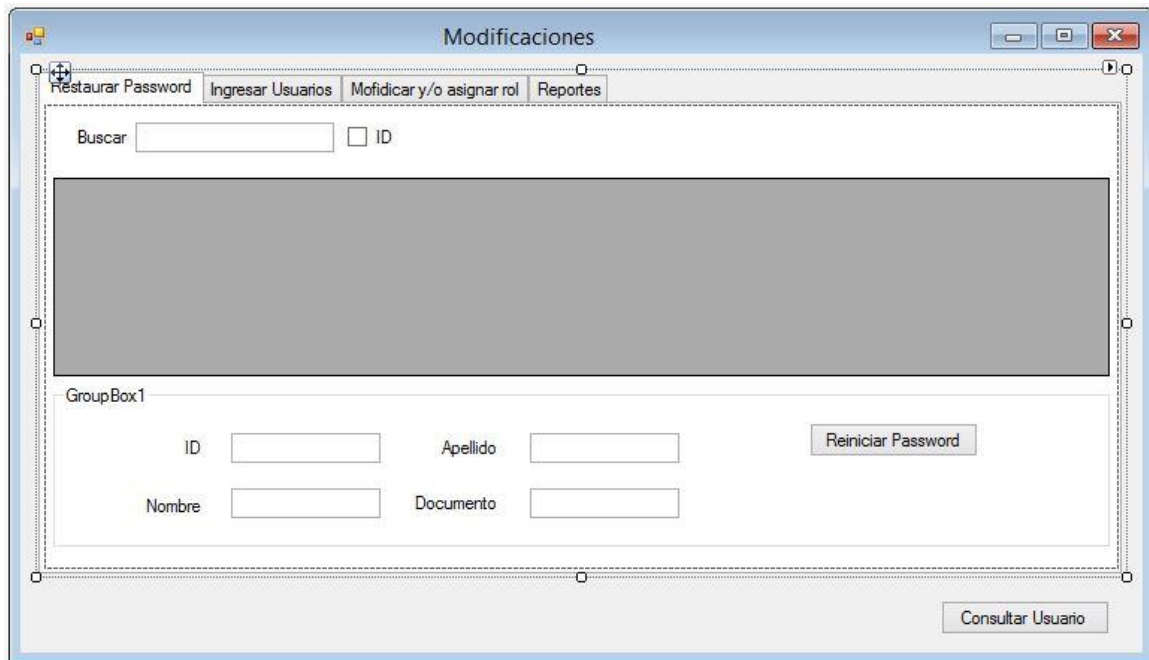 Modificaciones
Restaurar Password Ingresar Usuarios Mofidicar y/o asignar rol Reportes
Buscar ID
GroupBox1
ID Apellido Reiniciar Password
Nombre Documento
Consultar Usuario